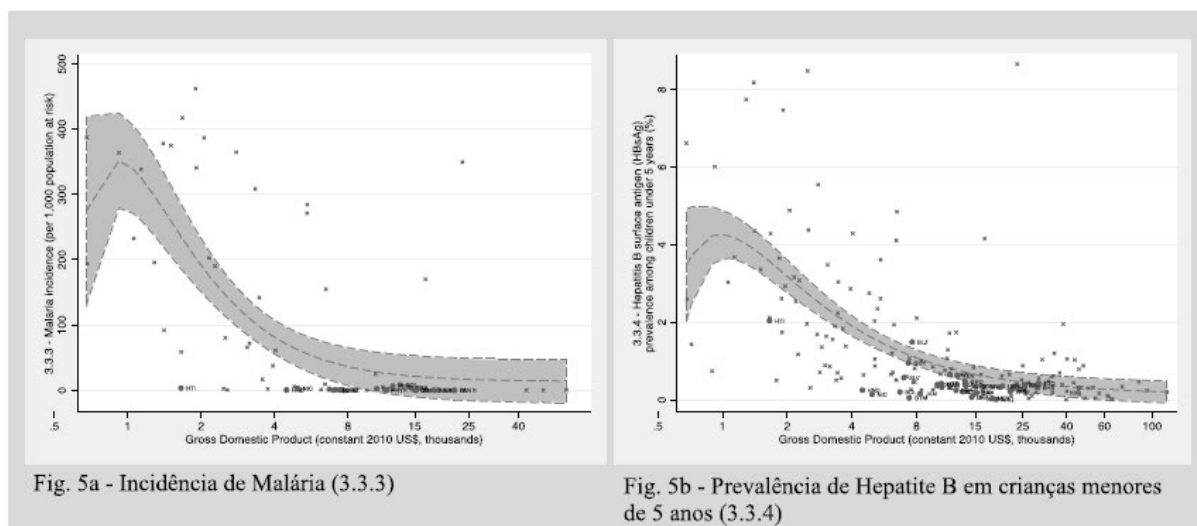 500
400
300
200
100
0
3.3.3 - Malaria incidence (per 1,000 population at risk)
HTI
.5 1 2 4 8 15 25 40
Gross Domestic Product (constant 2010 US$, thousands)
Fig. 5a - Incidência de Malária (3.3.3)
8
6
4
2
0
3.3.4 - Hepatitis B surface antigen (HBsAg)
prevalence among children under 5 years (%)
HTI
BLZ
.5 1 2 4 8 15 25 40 60 100
Gross Domestic Product (constant 2010 US$, thousands)
Fig. 5b - Prevalência de Hepatite B em crianças menores
de 5 anos (3.3.4)